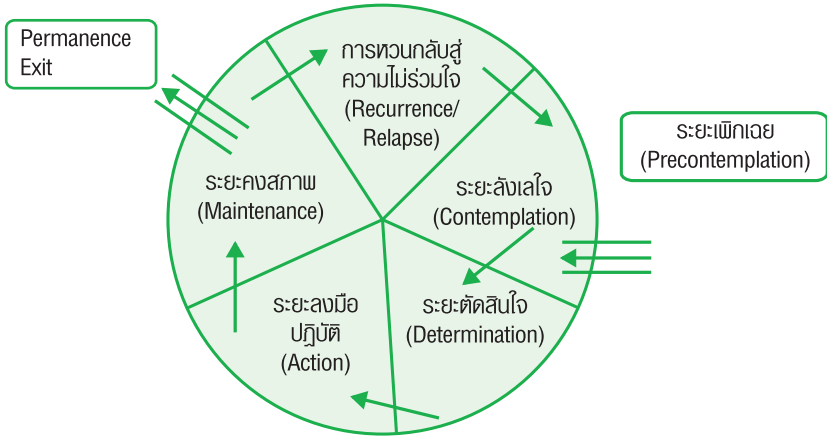 Permanence
Exit
การหวนกลับสู่
ความไม่ร่วมใจ
(Recurrence/
Relapse)
ระยะเพิกเฉย
(Precontemplation)
ระยะคงสภาพ
(Maintenance)
ระยะลังเลใจ
(Contemplation)
ระยะลงมือ
ปฏิบัติ
(Action)
ระยะตัดสินใจ
(Determination)